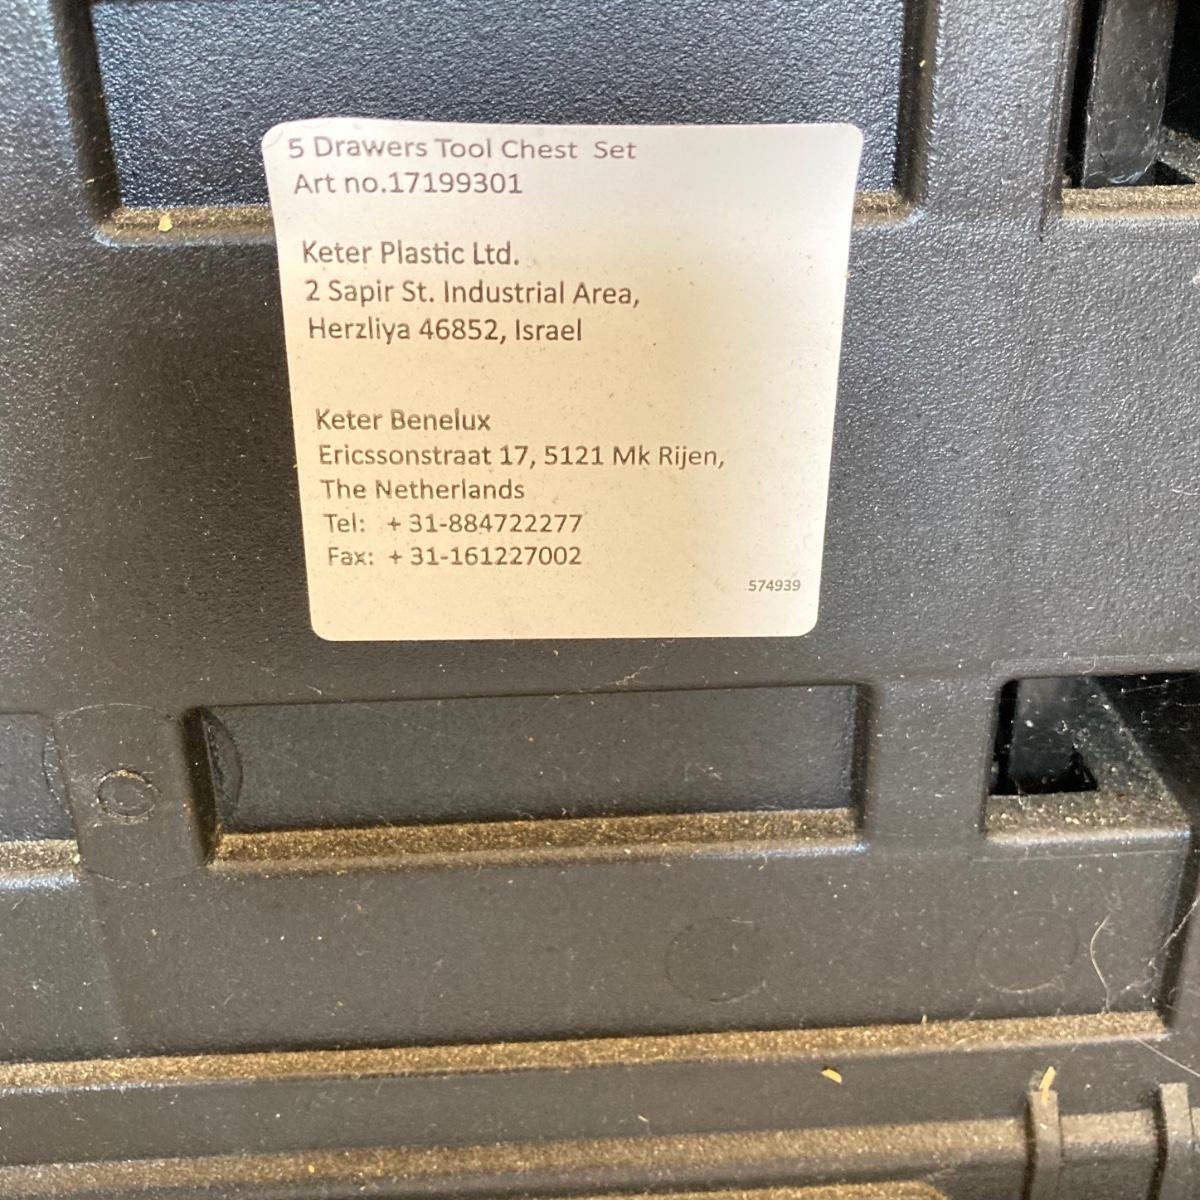 5 Drawers Tool Chest Set
Art no.17199301
Keter Plastic Ltd.
2 Sapir St. Industrial Area,
Herzliya 46852, Israel
Keter Benelux
Ericssonstraat 17, 5121 Mk Rijen,
The Netherlands
Tel: + 31-884722277
Fax: + 31-161227002
574939